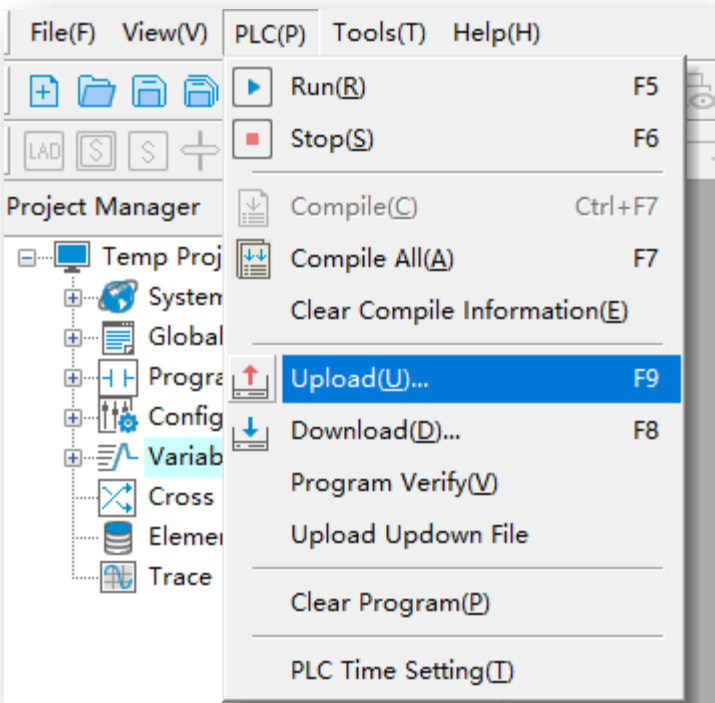 File(F) View(V) PLC(P) Tools(T) Help(H)
Run(R) F5
Stop(S) F6
LAD S S
Project Manager
Compile(C) Ctrl+F7
Temp Proj
Compile All(A) F7
System
Clear Compile Information(E)
Global
Progra
Upload(U)... F9
Config
Download(D)... F8
Variab
Program Verify(V)
Cross
Upload Updown File
Elemen
Trace
Clear Program(P)
PLC Time Setting(T)